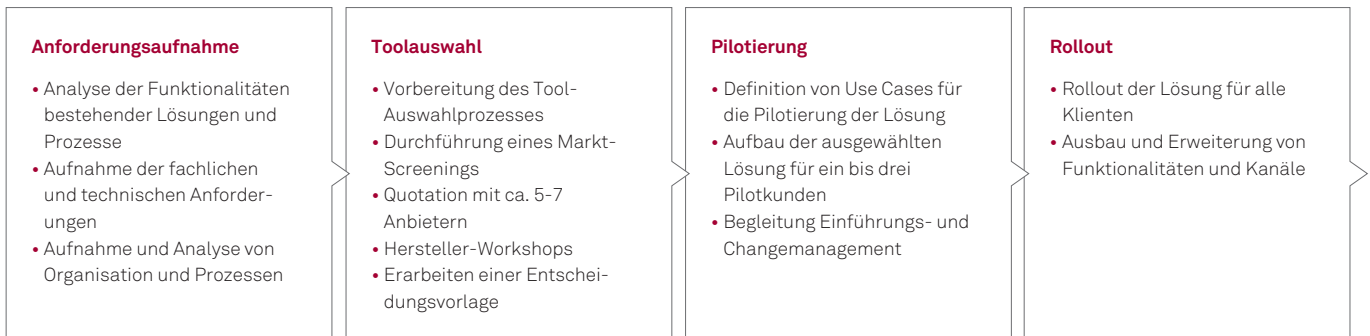 Anforderungsaufnahme
• Analyse der Funktionalitäten
bestehender Lösungen und
Prozesse
• Aufnahme der fachlichen
und technischen Anforder-
ungen
• Aufnahme und Analyse von
Organisation und Prozessen
Toolauswahl
• Vorbereitung des Tool-
Auswahlprozesses
• Durchführung eines Markt-
Screenings
• Quotation mit ca. 5-7
Anbietern
• Hersteller-Workshops
• Erarbeiten einer Entschei-
dungsvorlage
Pilotierung
• Definition von Use Cases für
die Pilotierung der Lösung
• Aufbau der ausgewählten
Lösung für ein bis drei
Pilotkunden
• Begleitung Einführungs- und
Changemanagement
Rollout
• Rollout der Lösung für alle
Klienten
• Ausbau und Erweiterung von
Funktionalitäten und Kanäle